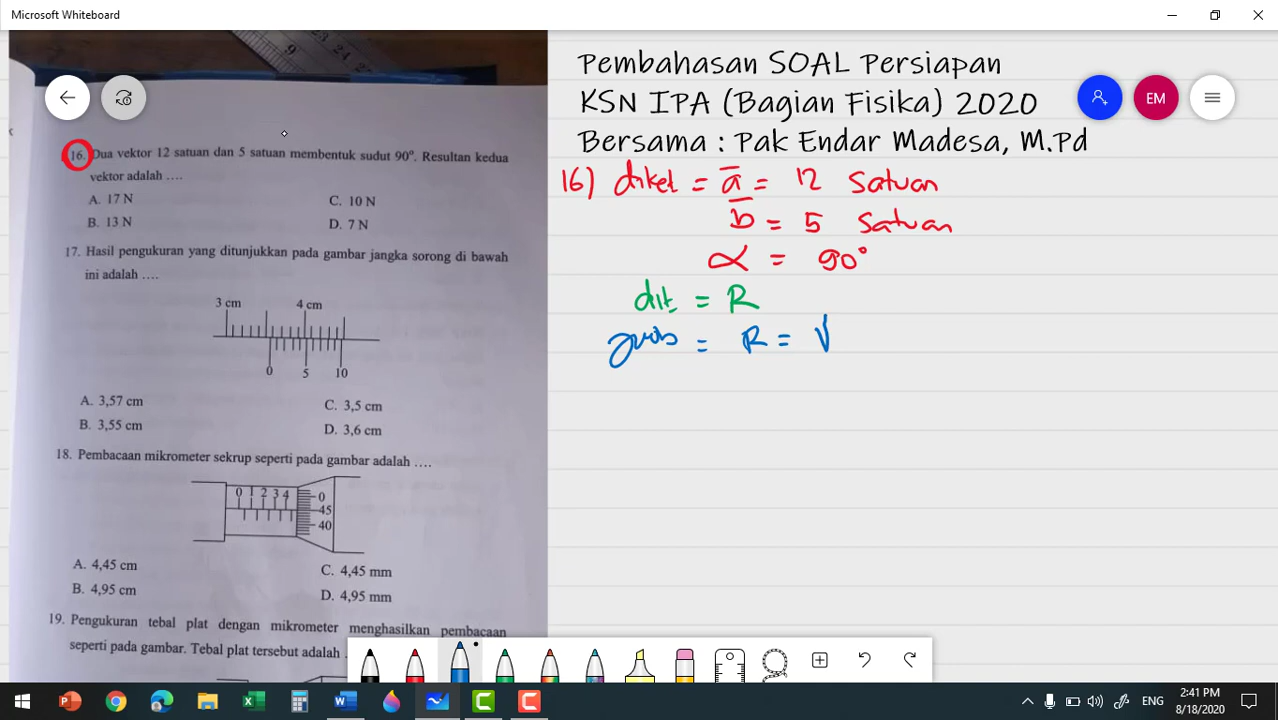 Microsoft Whiteboard
9
23 24
Pembahasan SOAL Persiapan
KSN IPA (Bagian Fisika) 2020
Bersama : Pak Endar Madesa, M.Pd
EM
16. Dua vektor 12 satuan dan 5 satuan membentuk sudut 90°. Resultan kedua
vektor adalah ....
A. 17 N
C. 10 N
B. 13 N
D. 7 N
17. Hasil pengukuran yang ditunjukkan pada gambar jangka sorong di bawah
ini adalah ....
3 cm 4 cm
0 5 10
A. 3,57 cm
C. 3,5 cm
B. 3,55 cm
D. 3,6 cm
18. Pembacaan mikrometer sekrup seperti pada gambar adalah ....
0 1 2 3 4
0
45
40
A. 4,45 cm
C. 4,45 mm
B. 4,95 cm
D. 4,95 mm
19. Pengukuran tebal plat dengan mikrometer menghasilkan pembacaan
seperti pada gambar. Tebal plat tersebut adalah
16) diket = a̅ = 12 Satuan
b̅ = 5 Satuan
α = 90°
dit = R
jwb = R = √
ENG
2:41 PM
8/18/2020